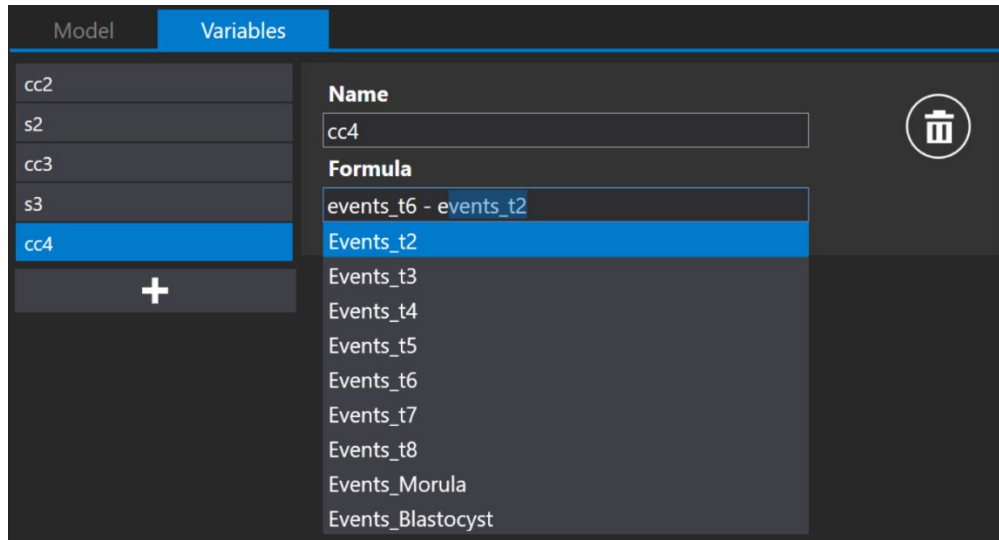 Model Variables
cc2
s2
cc3
s3
cc4
Name
cc4
Formula
events_t6 - events_t2
Events_t2
Events_t3
Events_t4
Events_t5
Events_t6
Events_t7
Events_t8
Events_Morula
Events_Blastocyst